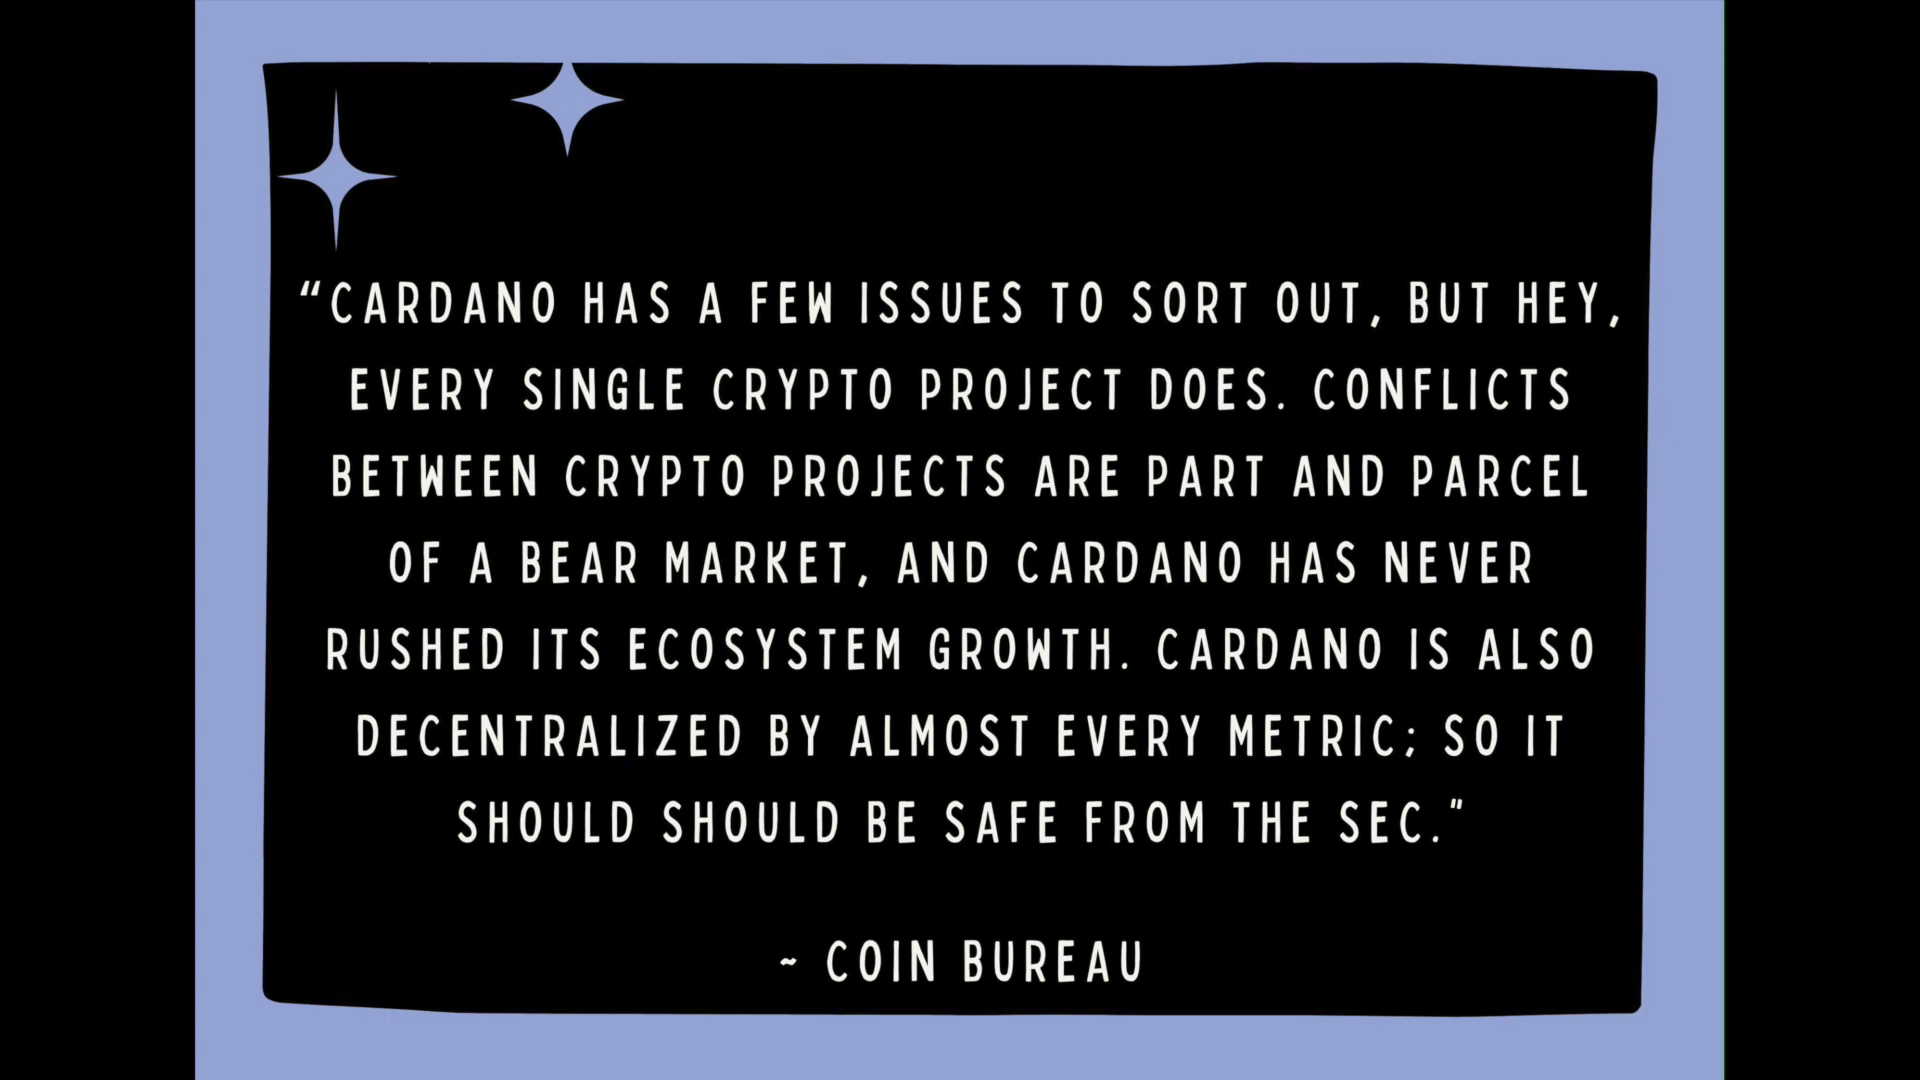 “CARDANO HAS A FEW ISSUES TO SORT OUT, BUT HEY,
EVERY SINGLE CRYPTO PROJECT DOES. CONFLICTS
BETWEEN CRYPTO PROJECTS ARE PART AND PARCEL
OF A BEAR MARKET, AND CARDANO HAS NEVER
RUSHED ITS ECOSYSTEM GROWTH. CARDANO IS ALSO
DECENTRALIZED BY ALMOST EVERY METRIC; SO IT
SHOULD SHOULD BE SAFE FROM THE SEC."
~ COIN BUREAU